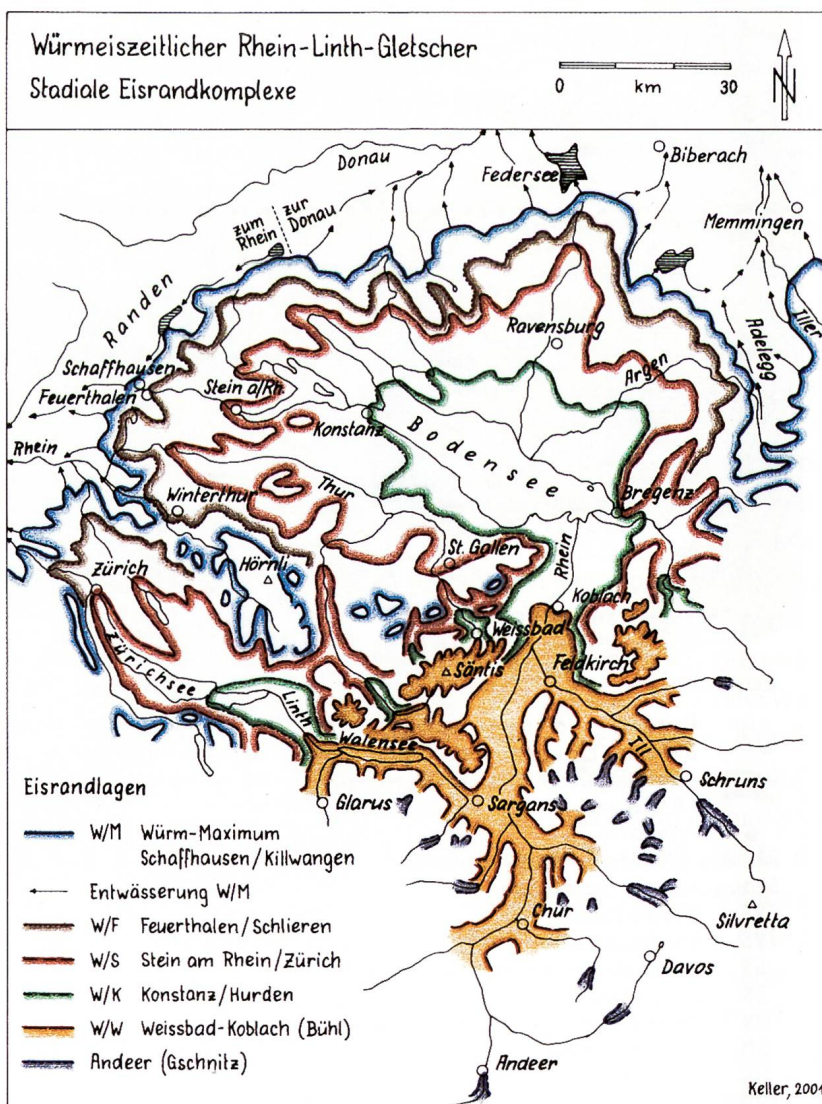 Würmeiszeitlicher Rhein-Linth-Gletscher
Stadiale Eisrandkomplexe
0 km 30
N
Donau
Federsee
Biberach
Memmingen
zum Rhein
zur Donau
Randen
Iller
Adelegg
Ravensburg
Argen
Schaffhausen
Feuerthalen
Stein a/Rh.
Konstanz
Bodensee
Rhein
Bregenz
Winterthur
Thur
St. Gallen
Rhein
Hörnli
Zürich
Koblach
Weissbad
Feldkirch
Säntis
Zürichsee
Linth
Walensee
Ill
Schruns
Glarus
Sargans
Silvretta
Chur
Davos
Andeer
Eisrandlagen
W/M Würm-Maximum
Schaffhausen/Killwangen
Entwässerung W/M
W/F Feuerthalen/Schlieren
W/S Stein am Rhein/Zürich
W/K Konstanz/Hurden
W/W Weissbad-Koblach (Bühl)
Andeer (Gschnitz)
Keller, 2001